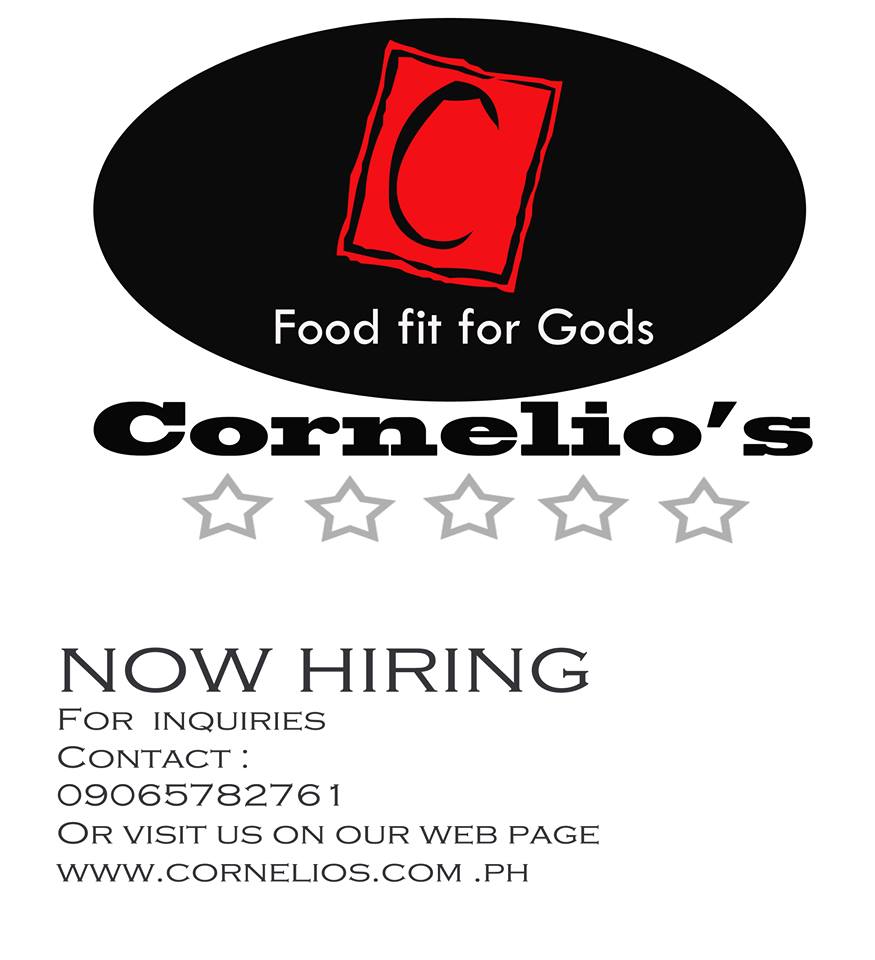 C
Food fit for Gods
Cornelio's
NOW HIRING
FOR INQUIRIES
CONTACT :
09065782761
OR VISIT US ON OUR WEB PAGE
WWW.CORNELIOS.COM .PH